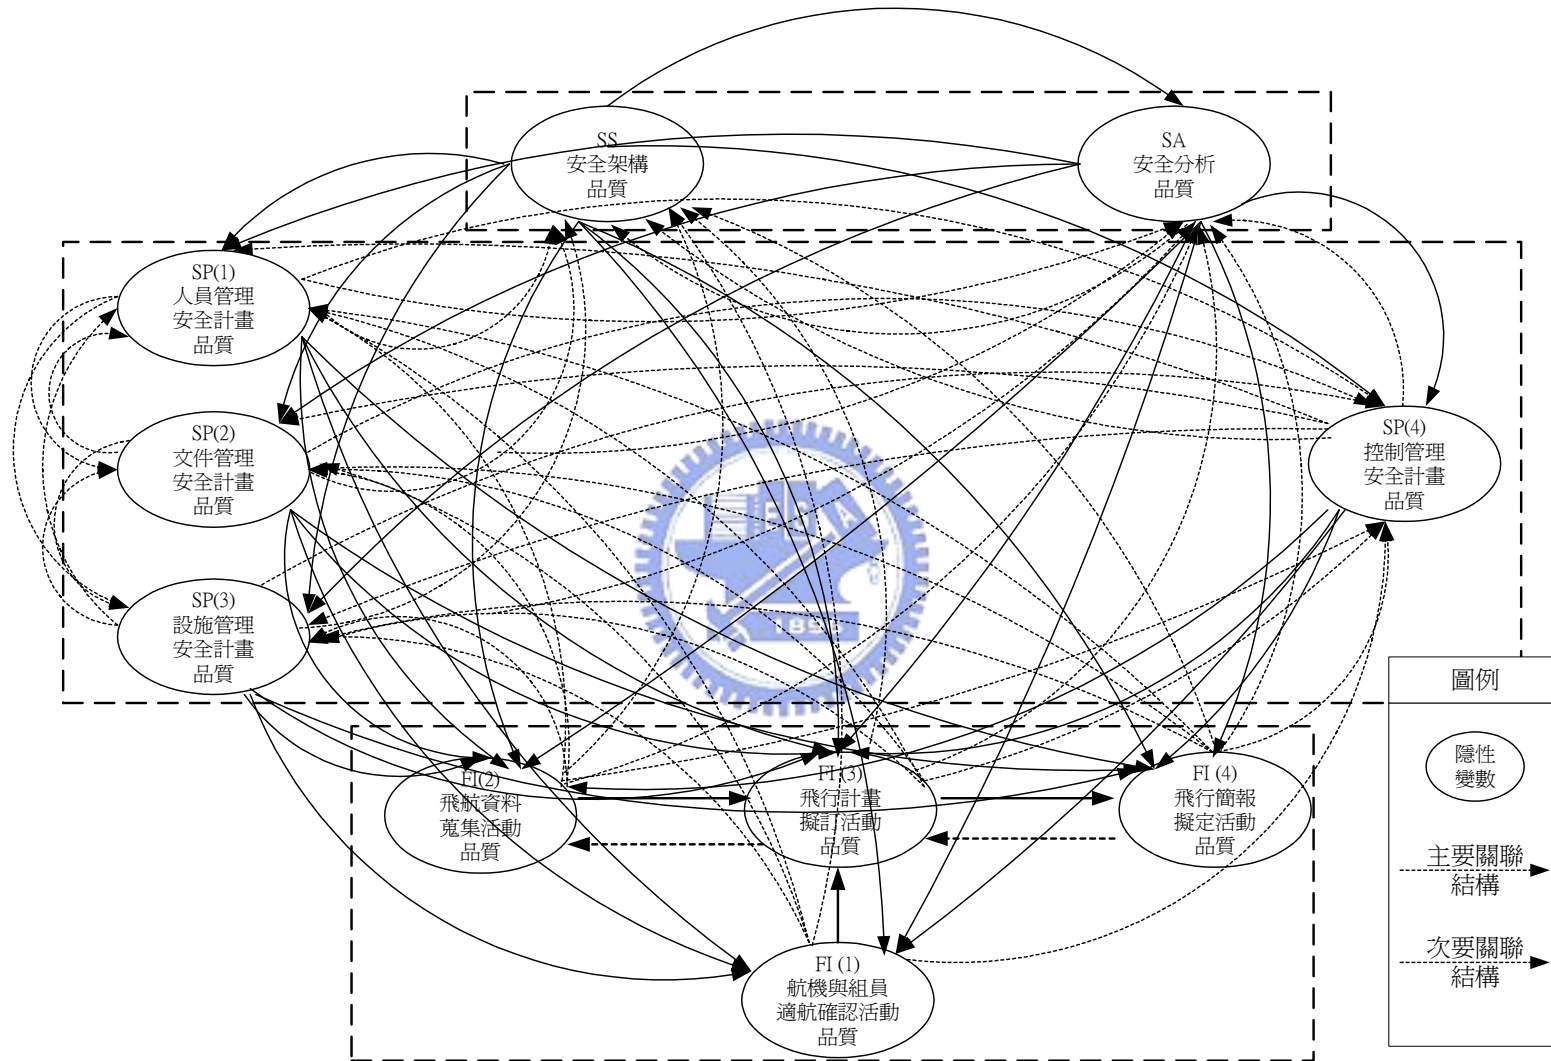 SS
安全架構
品質
SA
安全分析
品質
SP(1)
人員管理
安全計畫
品質
SP(2)
文件管理
安全計畫
品質
SP(3)
設施管理
安全計畫
品質
SP(4)
控制管理
安全計畫
品質
FI(2)
飛航資料
蒐集活動
品質
FI (3)
飛行計畫
擬訂活動
品質
FI (4)
飛行簡報
擬定活動
品質
FI (1)
航機與組員
適航確認活動
品質
圖例
隱性
變數
主要關聯
結構
次要關聯
結構